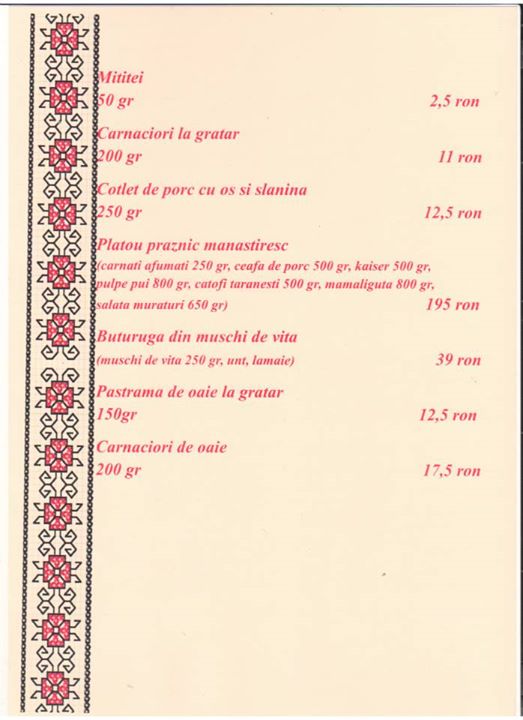 Mititei
50 gr 2,5 ron
Carnaciori la gratar
200 gr 11 ron
Cotlet de porc cu os si slanina
250 gr 12,5 ron
Platou praznic manastiresc
(carnati afumati 250 gr, ceafa de porc 500 gr, kaiser 500 gr,
pulpe pui 800 gr, catofi taranesti 500 gr, mamaliguta 800 gr,
salata muraturi 650 gr) 195 ron
Buturuga din muschi de vita
(muschi de vita 250 gr, unt, lamaie) 39 ron
Pastrama de oaie la gratar
150gr 12,5 ron
Carnaciori de oaie
200 gr 17,5 ron